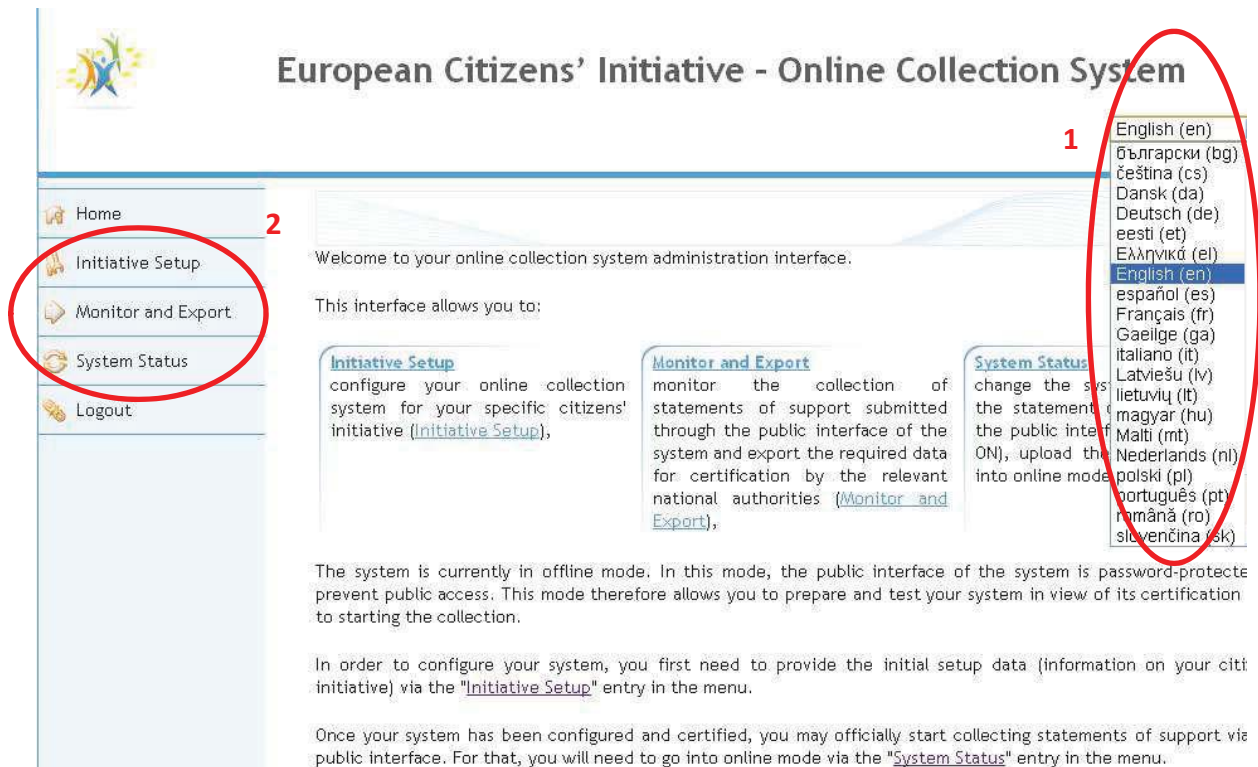 European Citizens' Initiative - Online Collection System
1
English (en)
български (bg)
čeština (cs)
Dansk (da)
Deutsch (de)
eesti (et)
Ελληνικά (el)
English (en)
español (es)
Français (fr)
Gaeilge (ga)
italiano (it)
Latviešu (lv)
lietuvių (lt)
magyar (hu)
Malti (mt)
Nederlands (nl)
polski (pl)
português (pt)
română (ro)
slovenčina (sk)
Home
2
Initiative Setup
Monitor and Export
System Status
Logout
Welcome to your online collection system administration interface.
This interface allows you to:
Initiative Setup
configure your online collection
system for your specific citizens'
initiative (Initiative Setup),
Monitor and Export
monitor the collection of
statements of support submitted
through the public interface of the
system and export the required data
for certification by the relevant
national authorities (Monitor and
Export),
System Status
change the
the statement
the public
ON), upload
into online mode
The system is currently in offline mode. In this mode, the public interface of the system is
prevent public access. This mode therefore allows you to prepare and test your system in view of its certification
to starting the collection.
In order to configure your system, you first need to provide the initial setup data (information on your
initiative) via the "Initiative Setup" entry in the menu.
Once your system has been configured and certified, you may officially start collecting statements of support via
public interface. For that, you will need to go into online mode via the "System Status" entry in the menu.